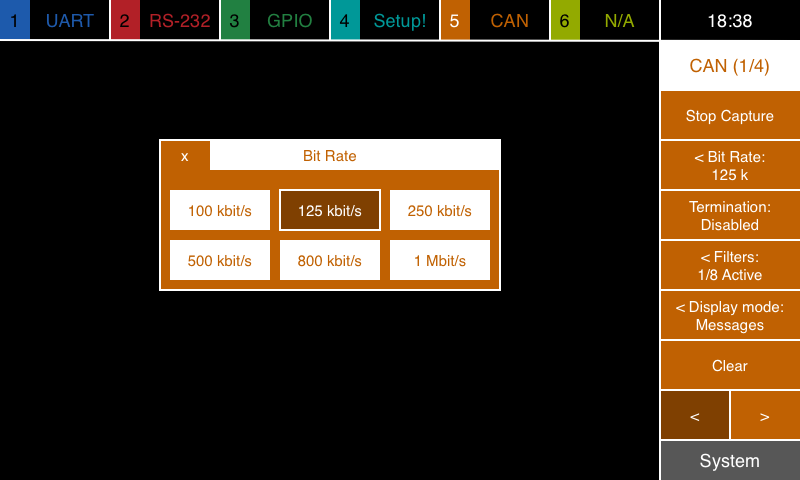 1 UART 2 RS-232 3 GPIO 4 Setup! 5 CAN 6 N/A 18:38
CAN (1/4)
Stop Capture
< Bit Rate:
125 k
Termination:
Disabled
< Filters:
1/8 Active
< Display mode:
Messages
Clear
< >
System
x Bit Rate
100 kbit/s 125 kbit/s 250 kbit/s
500 kbit/s 800 kbit/s 1 Mbit/s